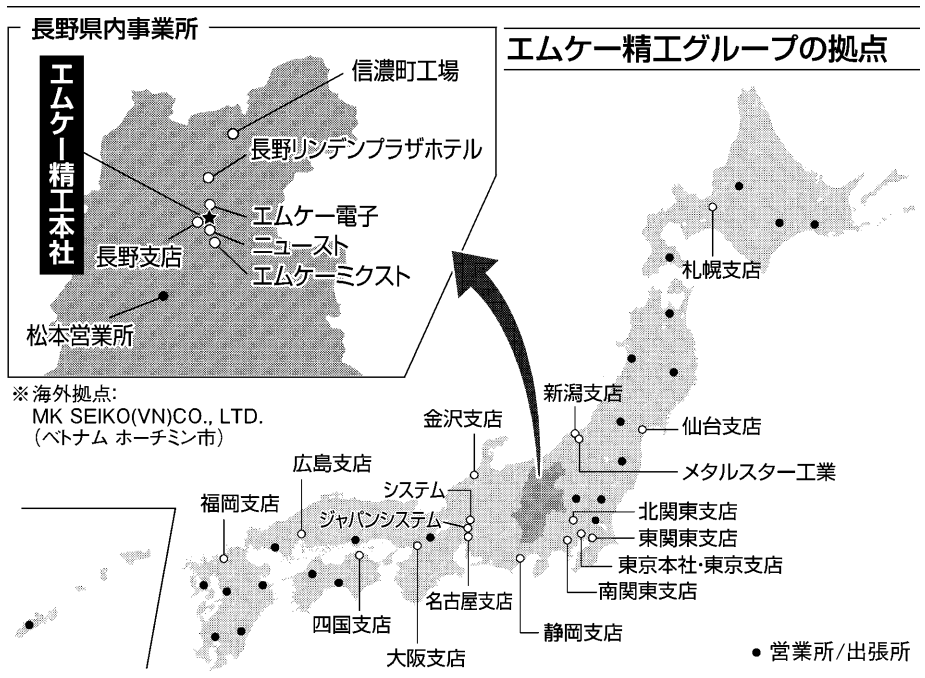 エムケー精工グループの拠点
長野県内事業所
エムケー精工本社
信濃町工場
長野リンデンプラザホテル
エムケー電子
ニュースト
エムケーミクスト
長野支店
松本営業所
※海外拠点:
MK SEIKO(VN)CO., LTD.
(ベトナム ホーチミン市)
札幌支店
新潟支店
仙台支店
メタルスター工業
金沢支店
広島支店
システム
福岡支店
ジャパンシステム
北関東支店
東関東支店
東京本社・東京支店
南関東支店
名古屋支店
四国支店
静岡支店
大阪支店
● 営業所/出張所